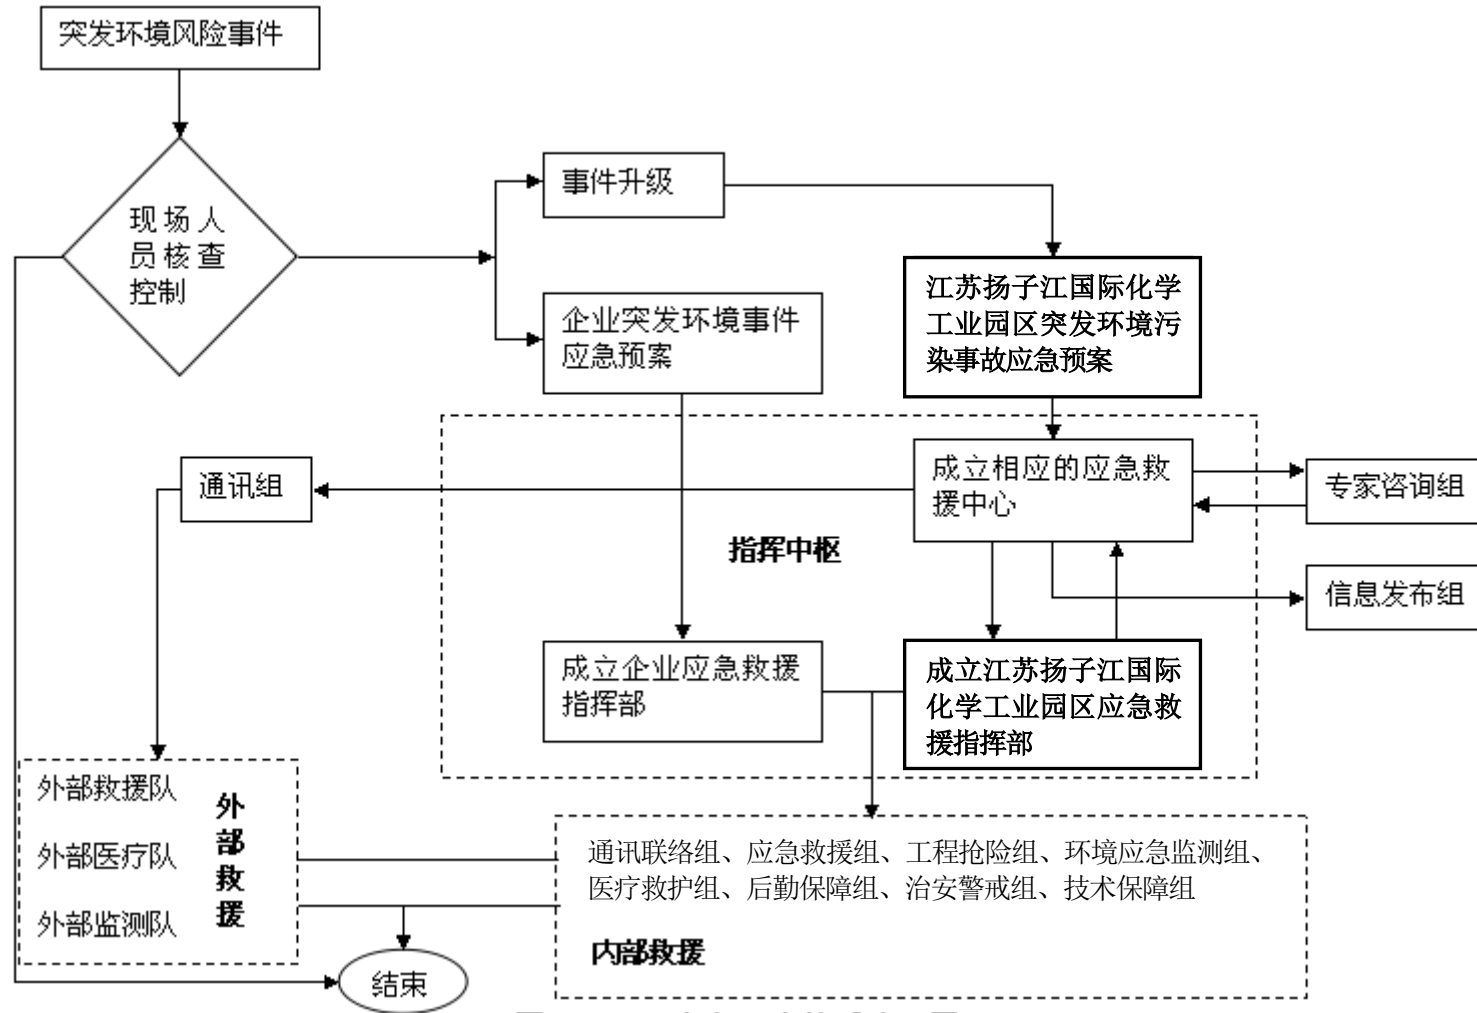 突发环境风险事件
现场人
员核查
控制
事件升级
企业突发环境事件
应急预案
江苏扬子江国际化学
工业园区突发环境污
染事故应急预案
通讯组
成立相应的应急救
援中心
专家咨询组
指挥中枢
信息发布组
成立企业应急救援
指挥部
成立江苏扬子江国际
化学工业园区应急救
援指挥部
外部救援队
外部医疗队
外部监测队
外
部
救
援
通讯联络组、应急救援组、工程抢险组、环境应急监测组、
医疗救护组、后勤保障组、治安警戒组、技术保障组
内部救援
结束